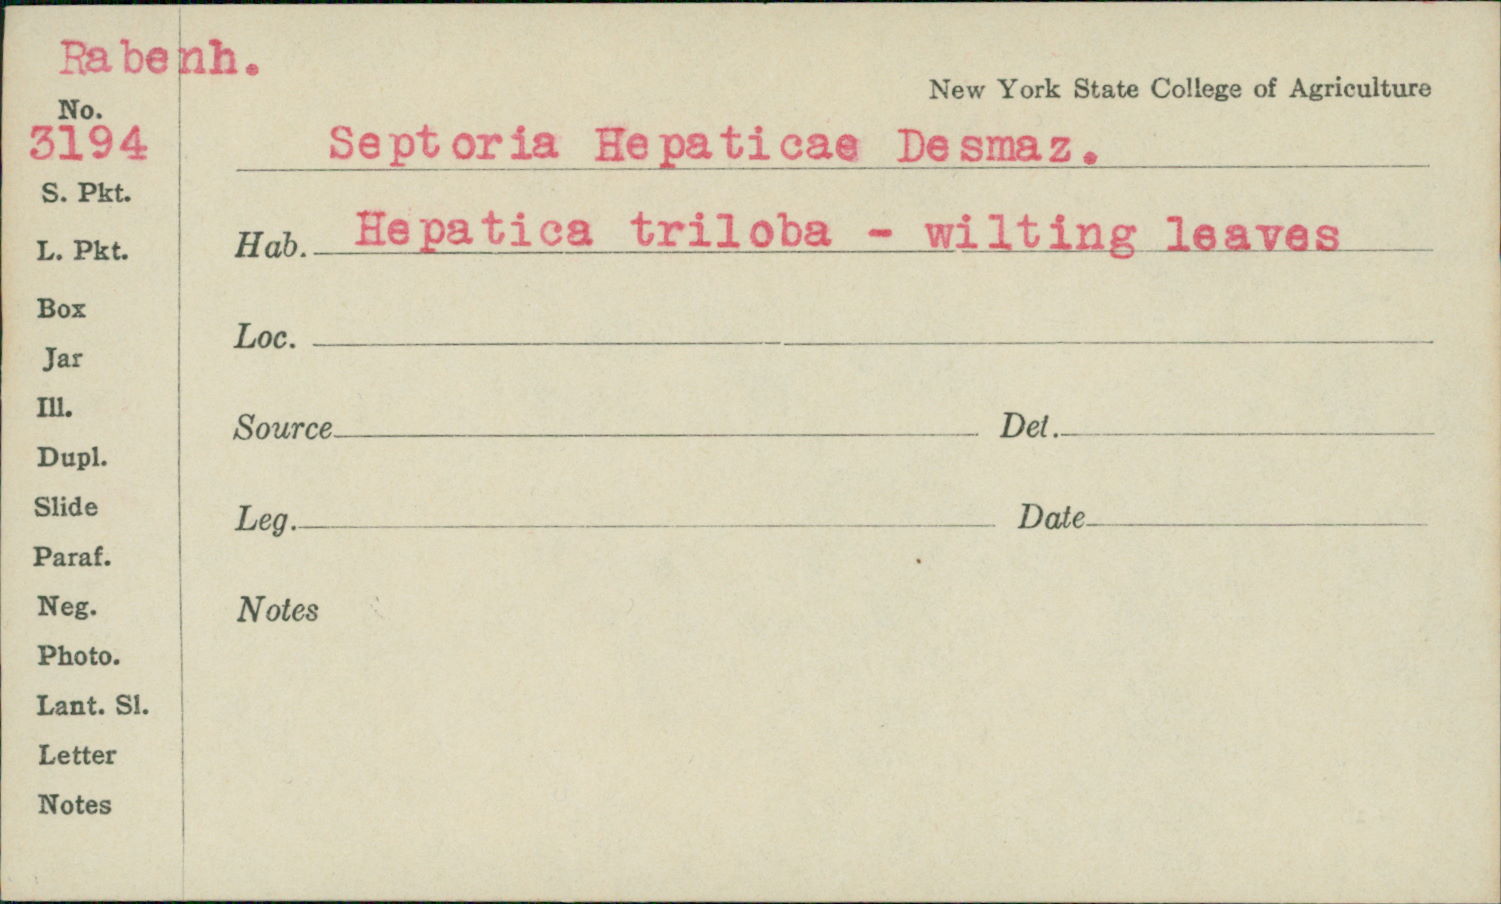 Rabenh.
New York State College of Agriculture
No.
3194
Septoria Hepaticae Desmaz.
S. Pkt.
Hab. Hepatica triloba - wilting leaves
L. Pkt.
Box
Loc.
Jar
Ill.
Source Det.
Dupl.
Slide
Leg. Date
Paraf.
Neg.
Notes
Photo.
Lant. Sl.
Letter
Notes